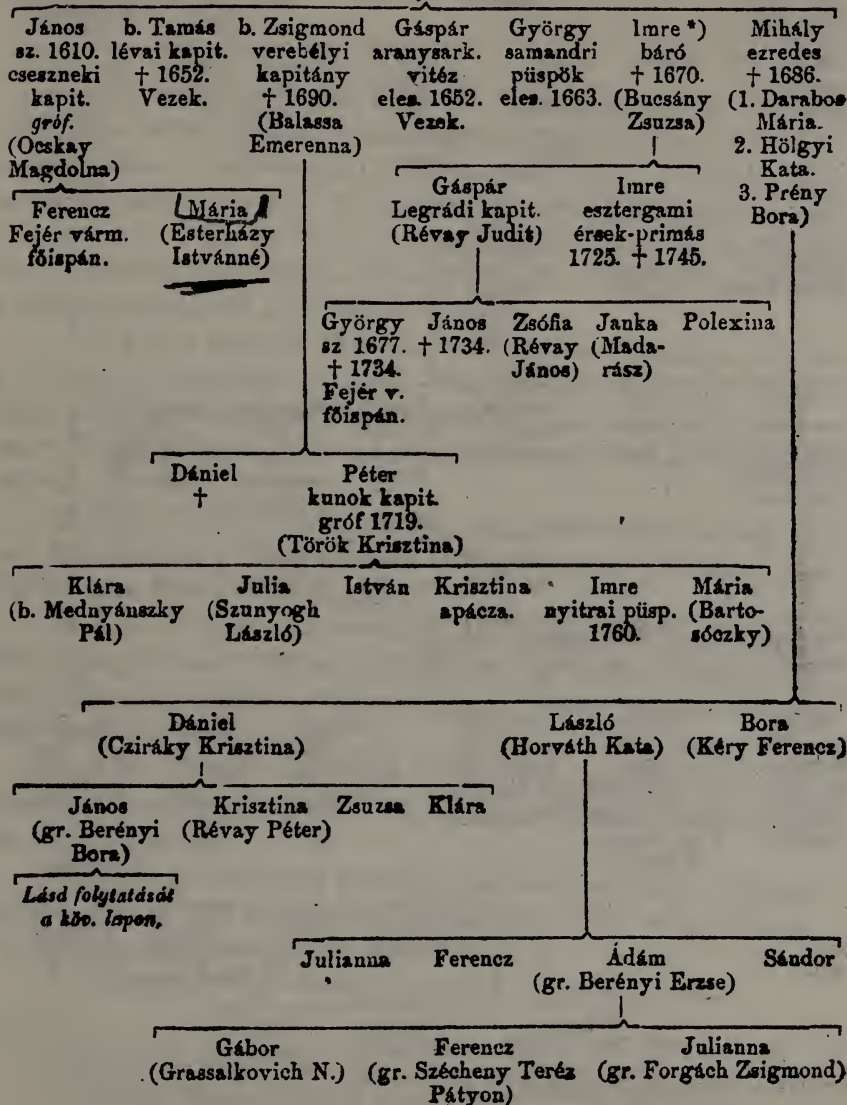 János
sz. 1610.
cseszneki
kapit.
gróf.
(Ocskay
Magdolna)
b. Tamás
lévai kapit.
† 1652.
Vezek.
b. Zsigmond
verebélyi
kapitány
† 1690.
(Balassa
Emerenna)
Gáspár
aranysark.
vitéz
eles. 1652.
Vezek.
György
samandri
püspök
eles. 1663.
Imre *)
báró
† 1670.
(Bucsány
Zsuzsa)
Mihály
ezredes
† 1686.
(1. Darabos
Mária.
2. Hölgyi
Kata.
3. Prény
Bora)
Ferencz
Fejér várm.
főispán.
Mária
(Esterházy
Istvánné)
Gáspár
Legrádi kapit.
(Révay Judit)
Imre
esztergami
érsek-primás
1725. † 1745.
György
sz 1677.
† 1734.
Fejér v.
főispán.
János
† 1734.
Zsófia
(Révay
János)
Janka
(Mada-
rász)
Polexina
Dániel
†
Péter
kunok kapit.
gróf 1719.
(Török Krisztina)
Klára
(b. Mednyánszky
Pál)
Julia
(Szunyogh
László)
István
Krisztina
apácza.
Imre
nyitrai püsp.
1760.
Mária
(Barto-
sóczky)
Dániel
(Cziráky Krisztina)
László
(Horváth Kata)
Bora
(Kéry Ferencz)
János
(gr. Berényi
Bora)
Krisztina
(Révay Péter)
Zsuzsa
Klára
Lásd folytatását
a köv. lapon,
Julianna
Ferencz
Ádám
(gr. Berényi Erzse)
Sándor
Gábor
(Grassalkovich N.)
Ferencz
(gr. Szécheny Teréz
Pátyon)
Julianna
(gr. Forgách Zsigmond)